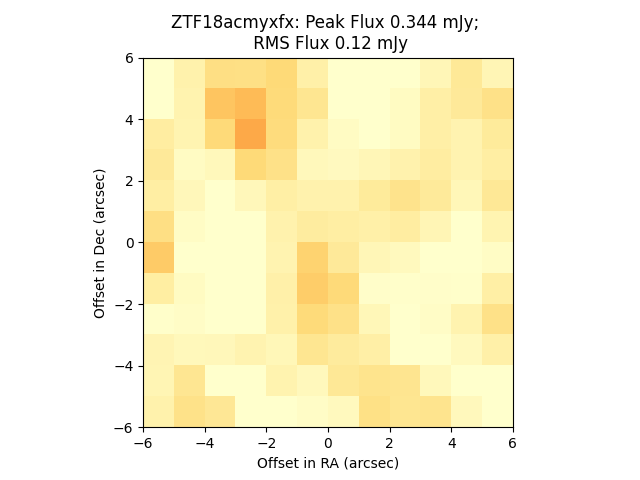 ZTF18acmyxfx: Peak Flux 0.344 mJy;
RMS Flux 0.12 mJy
6
4
2
0
−2
−4
−6
Offset in Dec (arcsec)
−6 −4 −2 0 2 4 6
Offset in RA (arcsec)